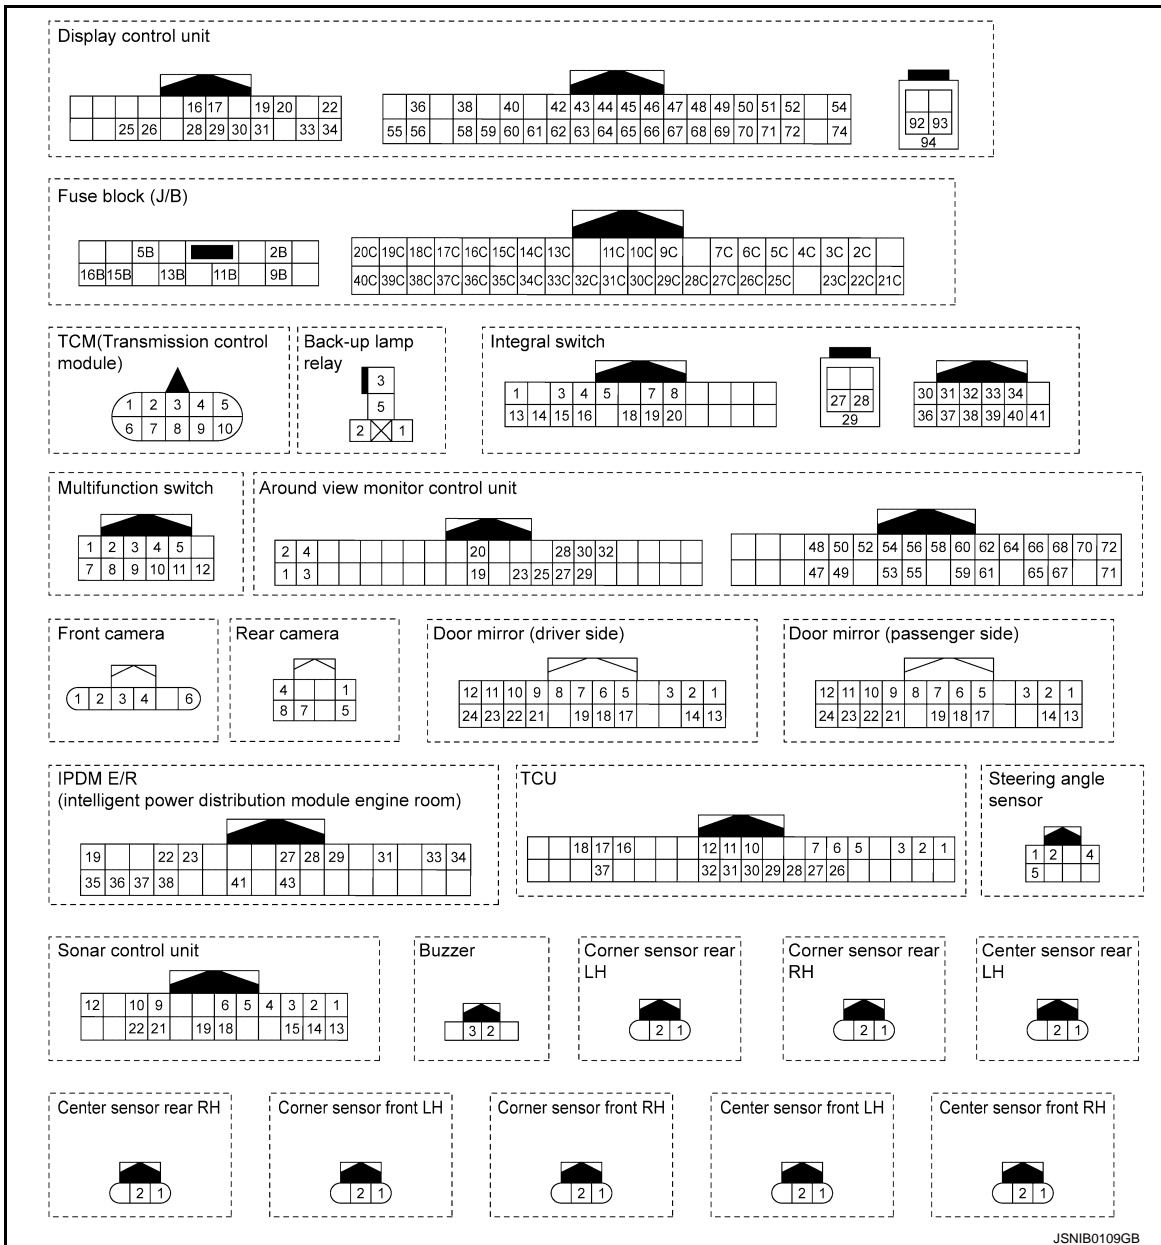 Display control unit
16 17 19 20 22
25 26 28 29 30 31 33 34
36 38 40 42 43 44 45 46 47 48 49 50 51 52 54
55 56 58 59 60 61 62 63 64 65 66 67 68 69 70 71 72 74
92 93
94
Fuse block (J/B)
5B 2B
16B 15B 13B 11B 9B
20C 19C 18C 17C 16C 15C 14C 13C 11C 10C 9C 7C 6C 5C 4C 3C 2C
40C 39C 38C 37C 36C 35C 34C 33C 32C 31C 30C 29C 28C 27C 26C 25C 23C 22C 21C
TCM(Transmission control
module)
1 2 3 4 5
6 7 8 9 10
Back-up lamp
relay
3
5
2 1
Integral switch
1 3 4 5 7 8
13 14 15 16 18 19 20
27 28
29
30 31 32 33 34
36 37 38 39 40 41
Multifunction switch
1 2 3 4 5
7 8 9 10 11 12
Around view monitor control unit
2 4 20 28 30 32
1 3 19 23 25 27 29
48 50 52 54 56 58 60 62 64 66 68 70 72
47 49 53 55 59 61 65 67 71
Front camera
1 2 3 4 6
Rear camera
4 1
8 7 5
Door mirror (driver side)
12 11 10 9 8 7 6 5 3 2 1
24 23 22 21 19 18 17 14 13
Door mirror (passenger side)
12 11 10 9 8 7 6 5 3 2 1
24 23 22 21 19 18 17 14 13
IPDM E/R
(intelligent power distribution module engine room)
19 22 23 27 28 29 31 33 34
35 36 37 38 41 43
TCU
18 17 16 12 11 10 7 6 5 3 2 1
37 32 31 30 29 28 27 26
Steering angle
sensor
1 2 4
5
Sonar control unit
12 10 9 6 5 4 3 2 1
22 21 19 18 15 14 13
Buzzer
3 2
Corner sensor rear
LH
2 1
Corner sensor rear
RH
2 1
Center sensor rear
LH
2 1
Center sensor rear RH
2 1
Corner sensor front LH
2 1
Corner sensor front RH
2 1
Center sensor front LH
2 1
Center sensor front RH
2 1
JSNIB0109GB